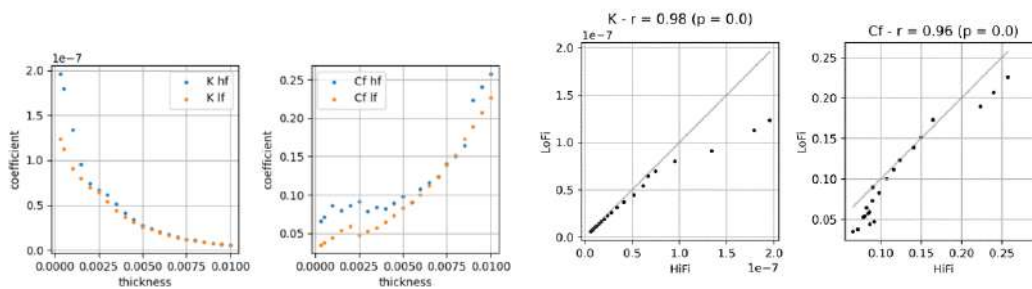 1e-7
2.0
1.5
1.0
0.5
0.0
coefficient
K hf
K lf
0.0000 0.0025 0.0050 0.0075 0.0100
thickness
0.25
0.20
0.15
0.10
0.05
coefficient
Cf hf
Cf lf
0.0000 0.0025 0.0050 0.0075 0.0100
thickness
K - r = 0.98 (p = 0.0)
1e-7
2.0
1.5
1.0
0.5
0.0
LoFi
0.0 0.5 1.0 1.5 2.0
HiFi
1e-7
Cf - r = 0.96 (p = 0.0)
0.25
0.20
0.15
0.10
0.05
LoFi
0.10 0.15 0.20 0.25
HiFi